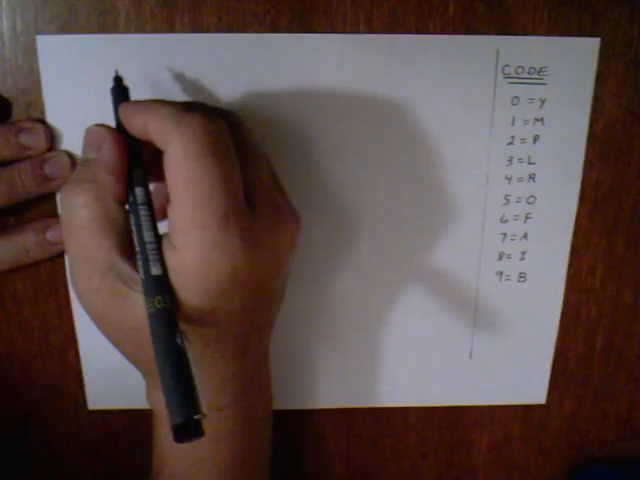 CODE
0 = Y
1 = M
2 = P
3 = L
4 = R
5 = O
6 = F
7 = A
8 = I
9 = B